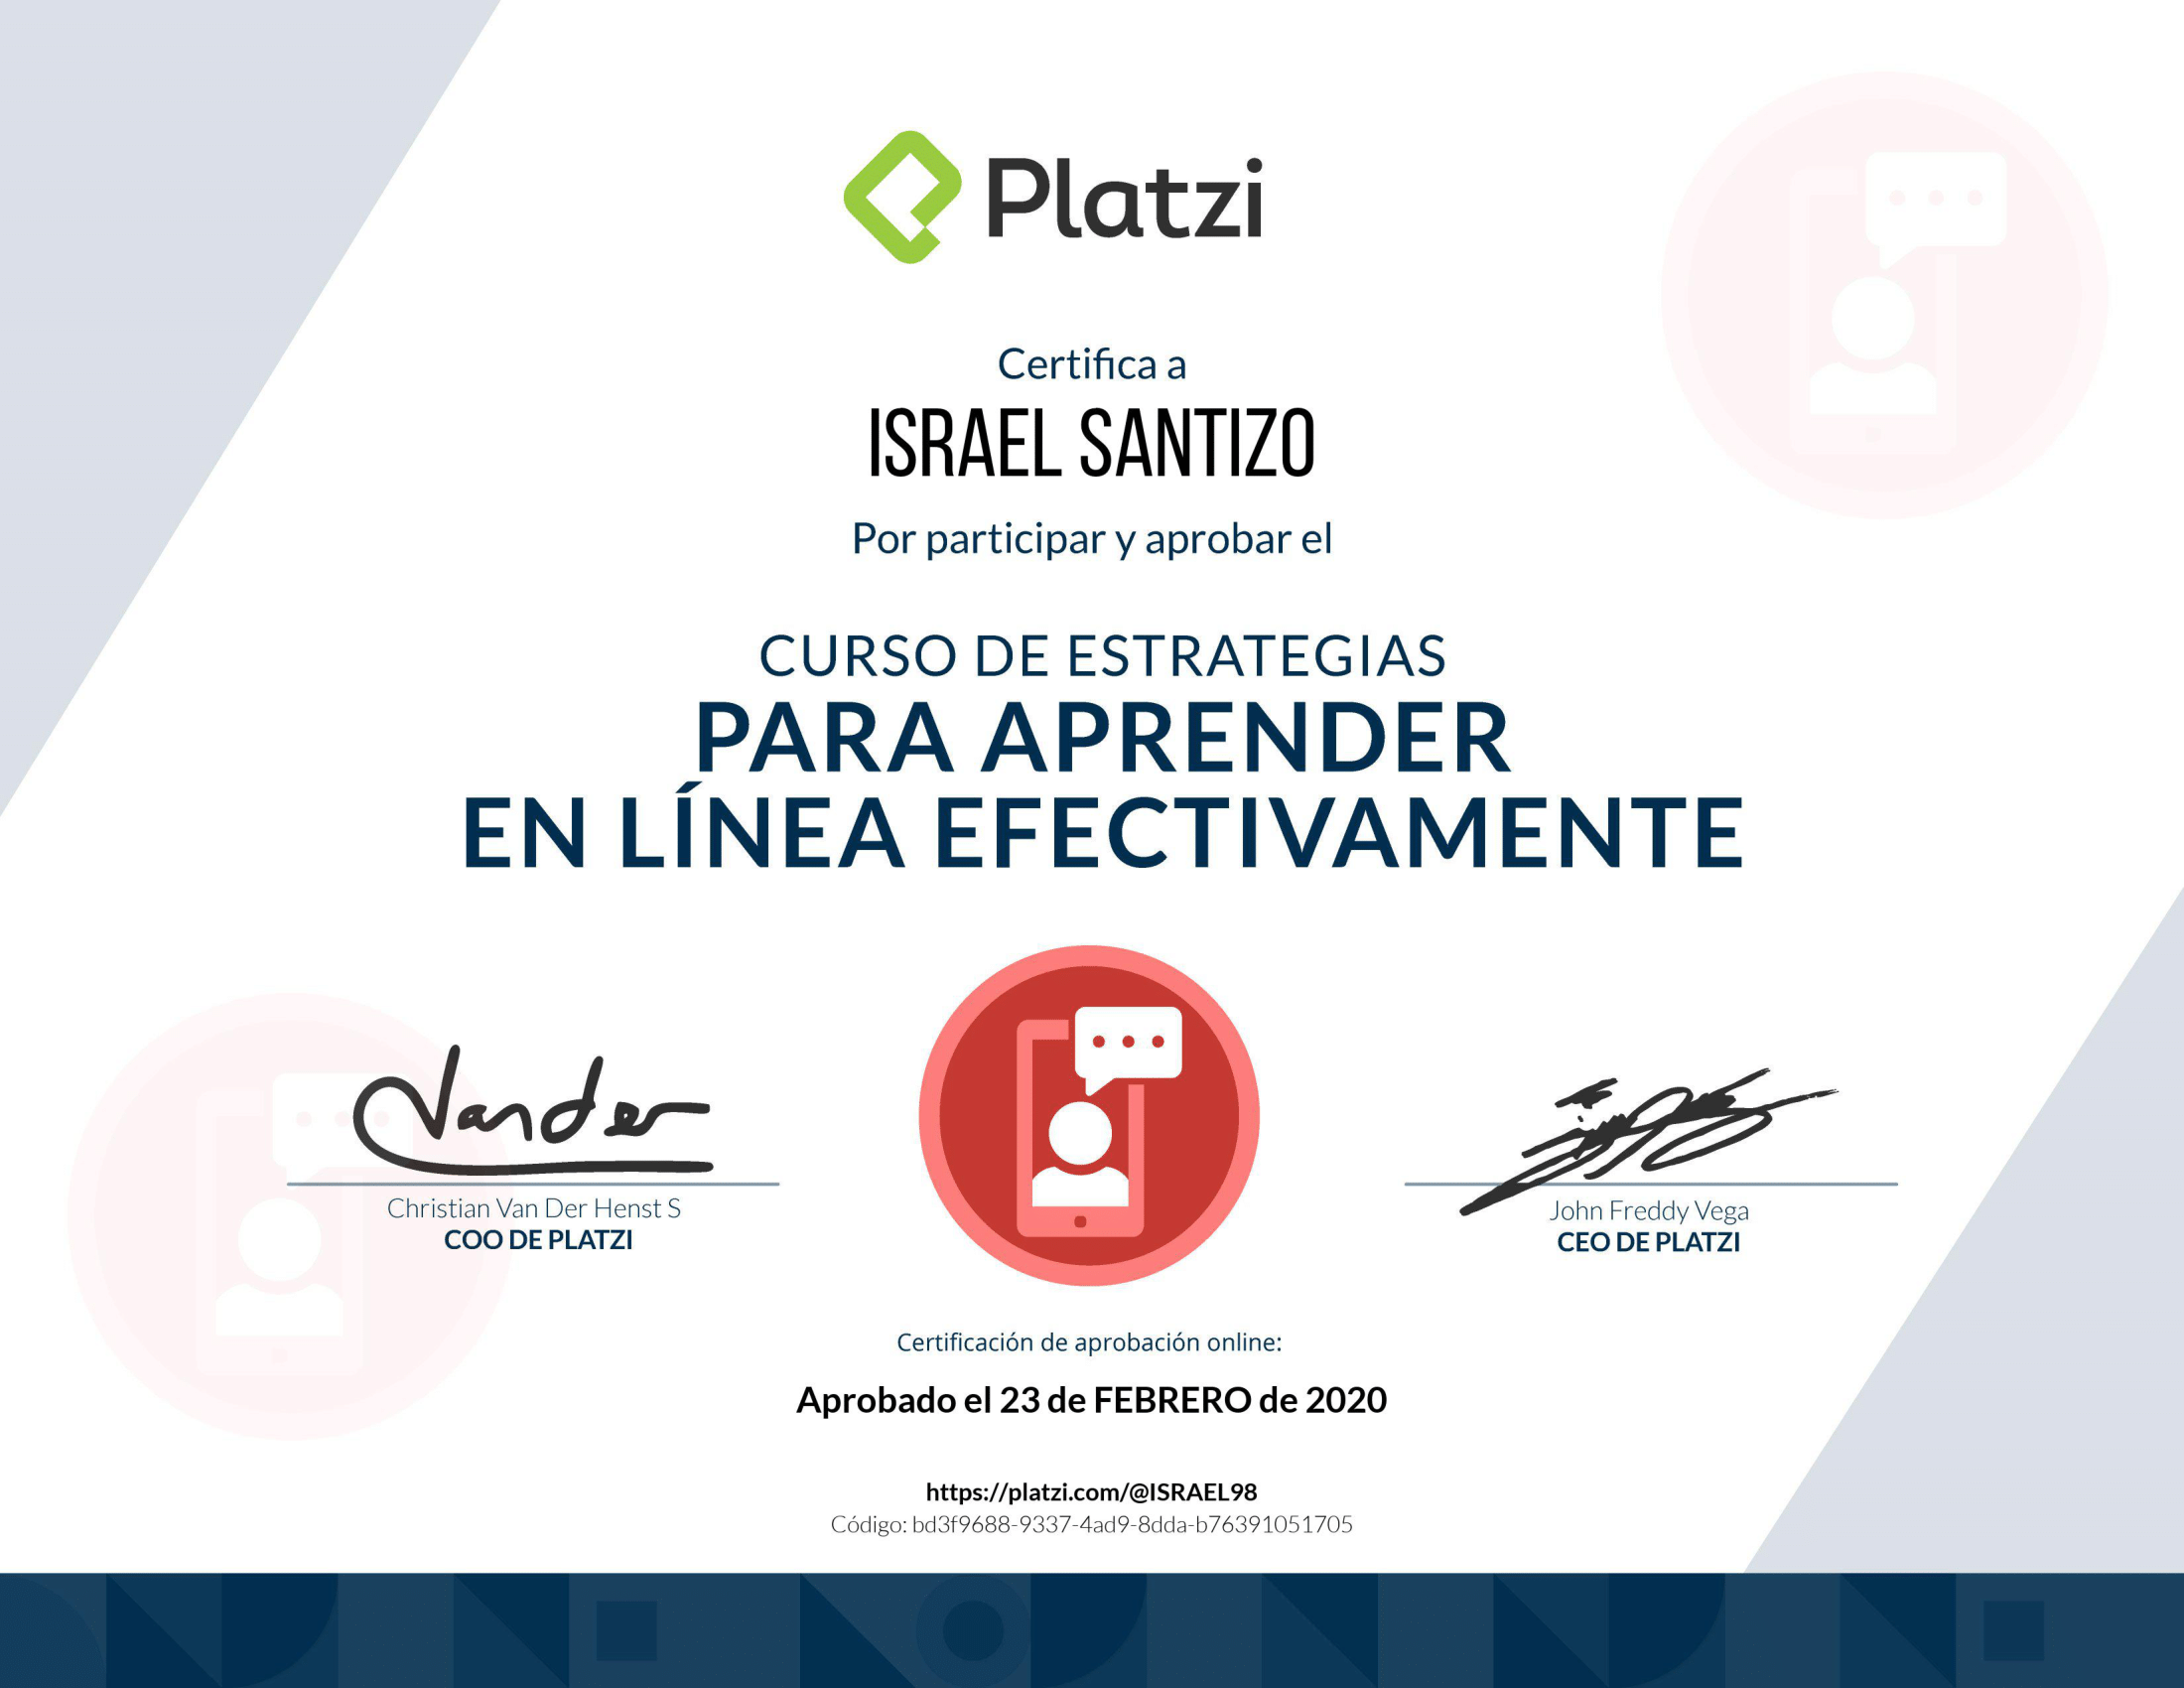 Platzi
Certifica a
ISRAEL SANTIZO
Por participar y aprobar el
CURSO DE ESTRATEGIAS
PARA APRENDER
EN LÍNEA EFECTIVAMENTE
Vander
Christian Van Der Henst S
COO DE PLATZI
John Freddy Vega
CEO DE PLATZI
Certificación de aprobación online:
Aprobado el 23 de FEBRERO de 2020
https://platzi.com/@ISRAEL98
Código: bd3f9688-9337-4ad9-8dda-b76391051705